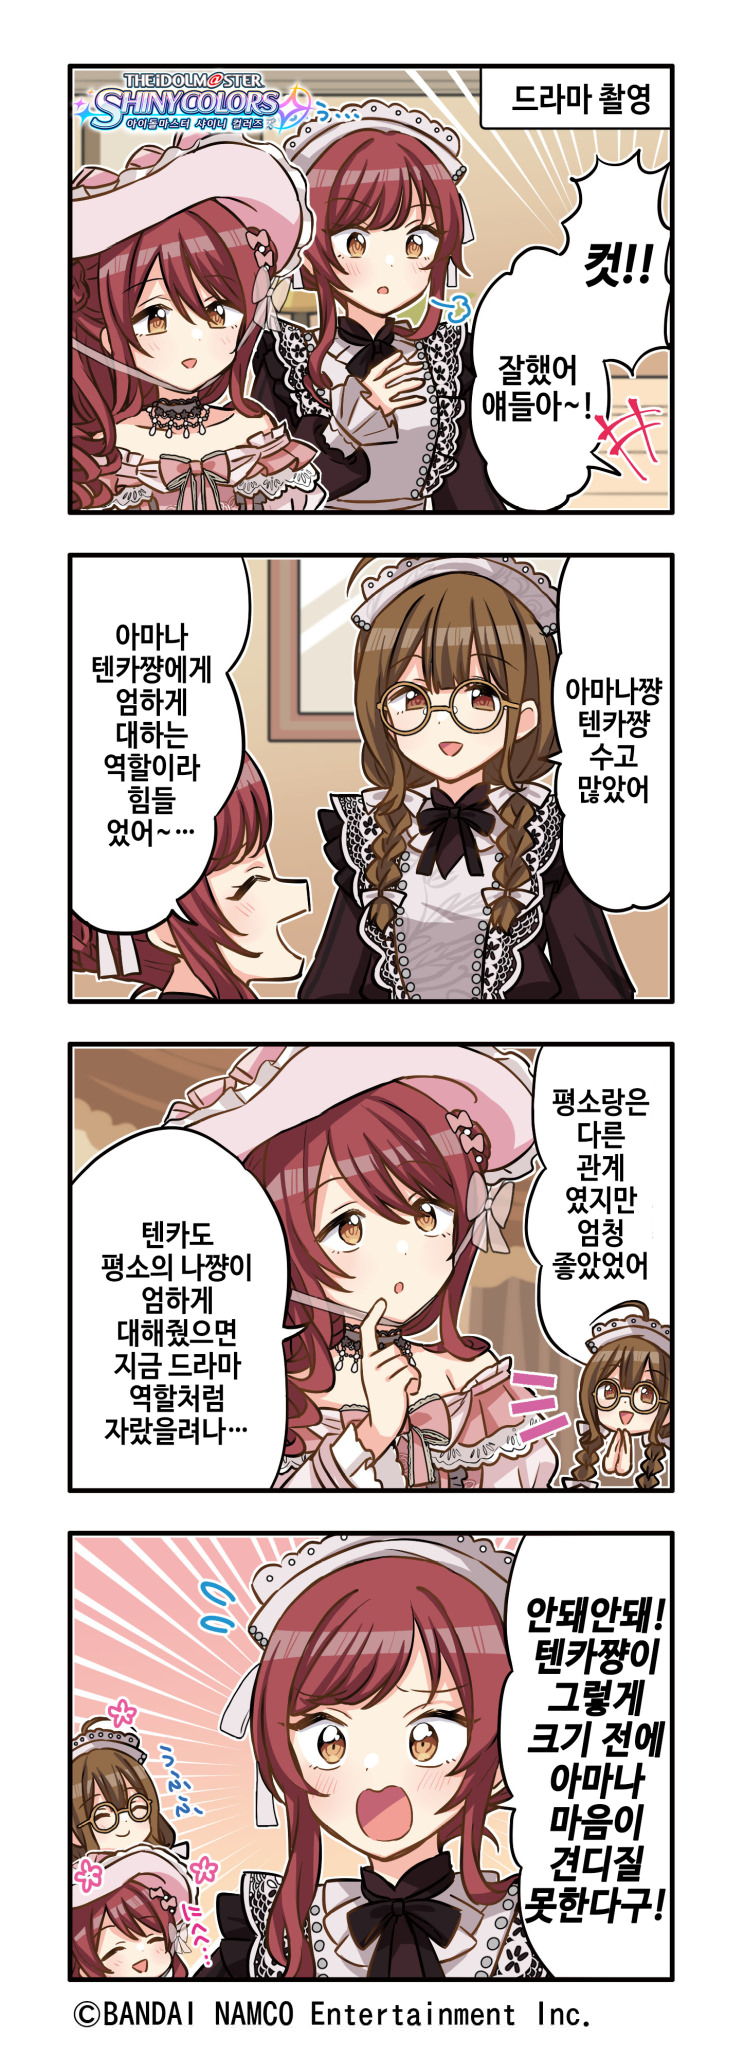 THE iDOLM@STER
SHINYCOLORS
아이돌마스터 샤이니 컬러즈
드라마 촬영
우…
컷!!
잘했어
얘들아~!
아마나쨩
텐카쨩
수고
많았어
아마나
텐카쨩에게
엄하게
대하는
역할이라
힘들
었어~…
평소랑은
다른
관계
였지만
엄청
좋았었어
텐카도
평소의 나쨩이
엄하게
대해줬으면
지금 드라마
역할처럼
자랐을려나…
안돼안돼!
텐카쨩이
그렇게
크기 전에
아마나
마음이
견디질
못한다구!
©BANDAI NAMCO Entertainment Inc.